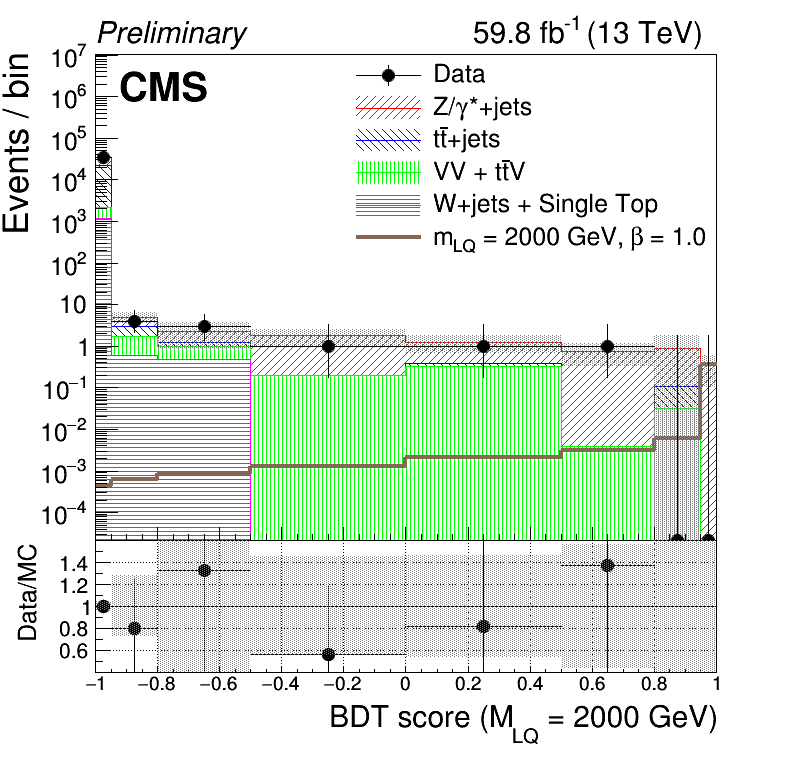 Preliminary 59.8 fb⁻¹ (13 TeV)
CMS
Data
Z/γ*+jets
tt̄+jets
VV + tt̄V
W+jets + Single Top
m_LQ = 2000 GeV, β = 1.0
Events / bin
10⁷
10⁶
10⁵
10⁴
10³
10²
10
1
10⁻¹
10⁻²
10⁻³
10⁻⁴
Data/MC
1.4
1.2
1
0.8
0.6
−1 −0.8 −0.6 −0.4 −0.2 0 0.2 0.4 0.6 0.8 1
BDT score (M_LQ = 2000 GeV)